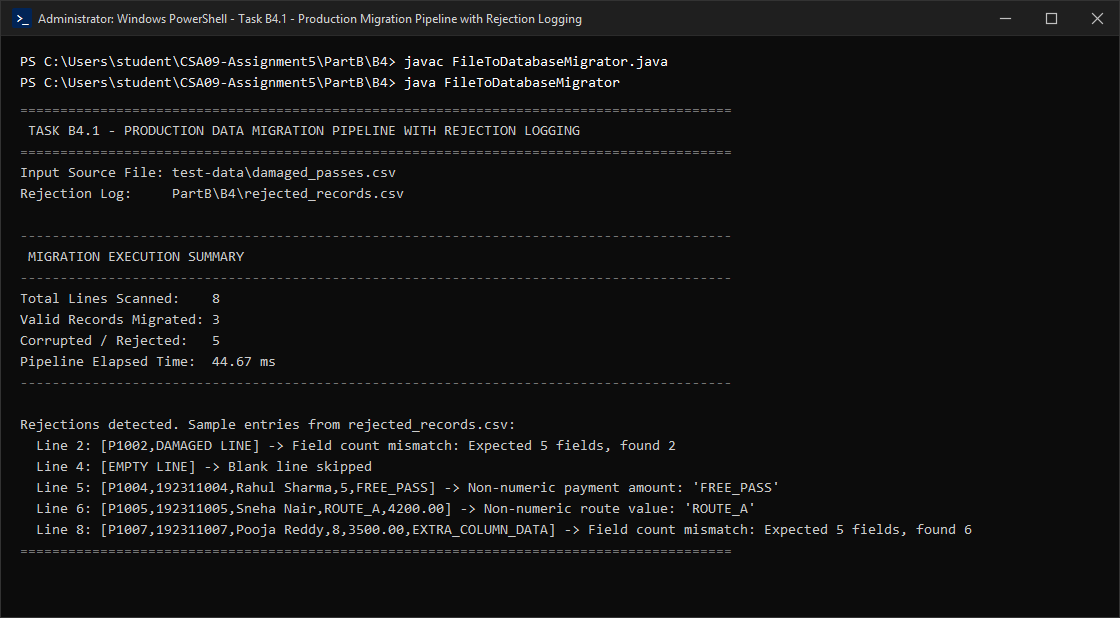 Administrator: Windows PowerShell - Task B4.1 - Production Migration Pipeline with Rejection Logging
PS C:\Users\student\CSA09-Assignment5\PartB\B4> javac FileToDatabaseMigrator.java
PS C:\Users\student\CSA09-Assignment5\PartB\B4> java FileToDatabaseMigrator
=========================================================================================
TASK B4.1 - PRODUCTION DATA MIGRATION PIPELINE WITH REJECTION LOGGING
=========================================================================================
Input Source File: test-data\damaged_passes.csv
Rejection Log:     PartB\B4\rejected_records.csv
-----------------------------------------------------------------------------------------
MIGRATION EXECUTION SUMMARY
-----------------------------------------------------------------------------------------
Total Lines Scanned:    8
Valid Records Migrated: 3
Corrupted / Rejected:   5
Pipeline Elapsed Time:  44.67 ms
-----------------------------------------------------------------------------------------
Rejections detected. Sample entries from rejected_records.csv:
  Line 2: [P1002,DAMAGED LINE] -> Field count mismatch: Expected 5 fields, found 2
  Line 4: [EMPTY LINE] -> Blank line skipped
  Line 5: [P1004,192311004,Rahul Sharma,5,FREE_PASS] -> Non-numeric payment amount: 'FREE_PASS'
  Line 6: [P1005,192311005,Sneha Nair,ROUTE_A,4200.00] -> Non-numeric route value: 'ROUTE_A'
  Line 8: [P1007,192311007,Pooja Reddy,8,3500.00,EXTRA_COLUMN_DATA] -> Field count mismatch: Expected 5 fields, found 6
=========================================================================================